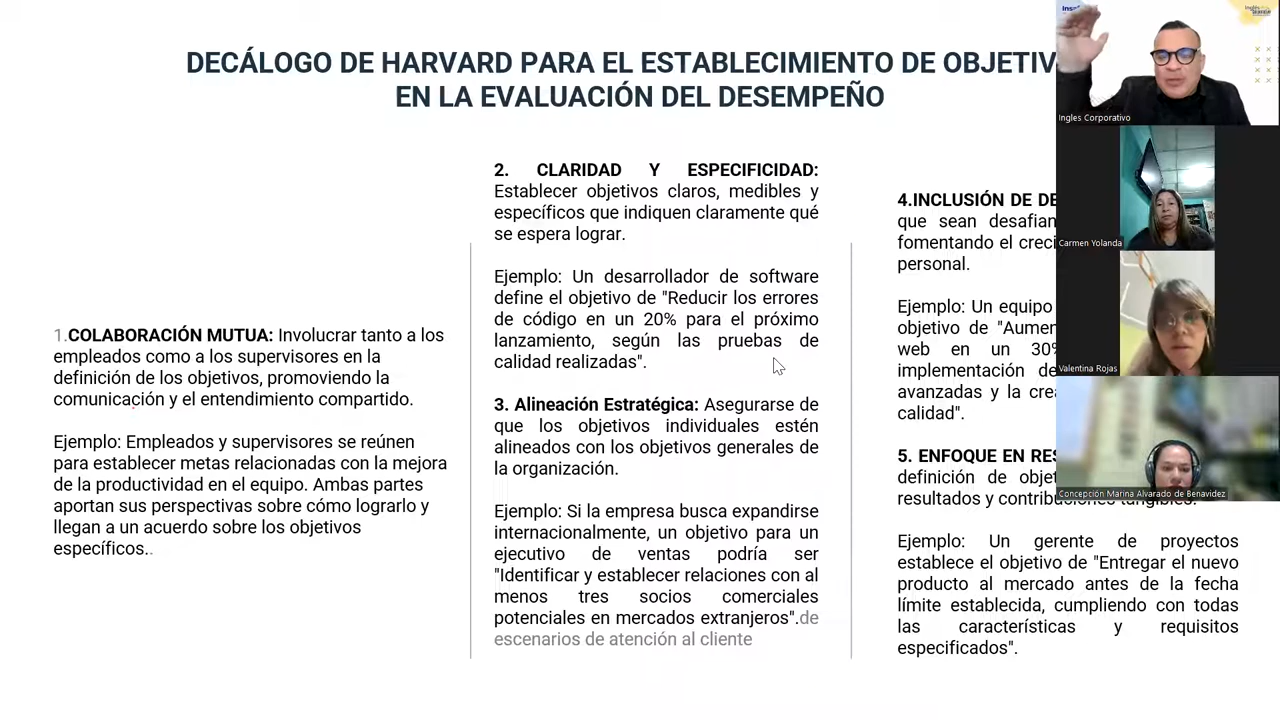 DECÁLOGO DE HARVARD PARA EL ESTABLECIMIENTO DE
EN LA EVALUACIÓN DEL DESEMPEÑO
1.COLABORACIÓN MUTUA: Involucrar tanto a los
empleados como a los supervisores en la
definición de los objetivos, promoviendo la
comunicación y el entendimiento compartido.
Ejemplo: Empleados y supervisores se reúnen
para establecer metas relacionadas con la mejora
de la productividad en el equipo. Ambas partes
aportan sus perspectivas sobre cómo lograrlo y
llegan a un acuerdo sobre los objetivos
específicos..
2. CLARIDAD Y ESPECIFICIDAD:
Establecer objetivos claros, medibles y
específicos que indiquen claramente qué
se espera lograr.
Ejemplo: Un desarrollador de software
define el objetivo de "Reducir los errores
de código en un 20% para el próximo
lanzamiento, según las pruebas de
calidad realizadas".
3. Alineación Estratégica: Asegurarse de
que los objetivos individuales estén
alineados con los objetivos generales de
la organización.
Ejemplo: Si la empresa busca expandirse
internacionalmente, un objetivo para un
ejecutivo de ventas podría ser
"Identificar y establecer relaciones con al
menos tres socios comerciales
potenciales en mercados extranjeros".de
escenarios de atención al cliente
4.INCLUSIÓN DE
que sean
fomentando el
personal.
Ejemplo: Un equipo
objetivo de
web en un
implementación
avanzadas y la
calidad".
5. ENFOQUE EN
definición de
resultados y contribuciones tangibles.
Ejemplo: Un gerente de proyectos
establece el objetivo de "Entregar el nuevo
producto al mercado antes de la fecha
límite establecida, cumpliendo con todas
las características y requisitos
especificados".
Ingles Corporativo
Carmen Yolanda
Valentina Rojas
Concepción Marina Alvarado de Benavidez